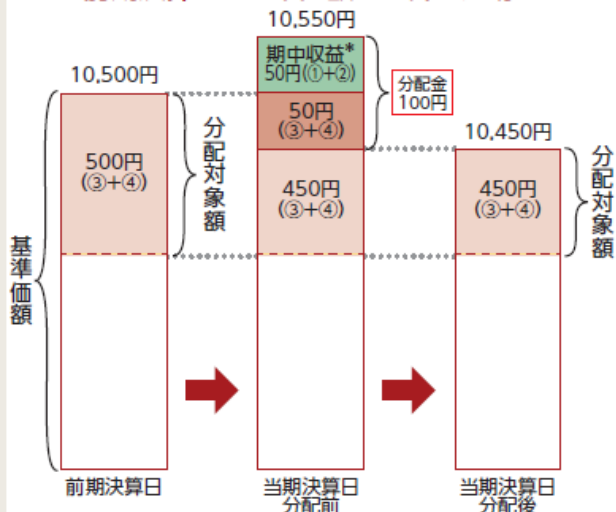 10,550円
期中収益*
50円(①+②)
分配金
100円
10,500円
50円
(③+④)
10,450円
500円
(③+④)
分配対象額
450円
(③+④)
450円
(③+④)
分配対象額
基準価額
前期決算日
当期決算日
分配前
当期決算日
分配後